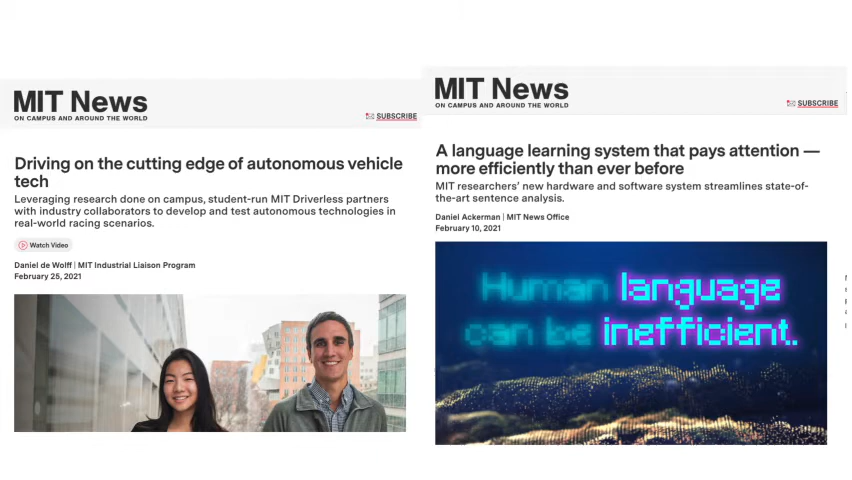 MIT News
ON CAMPUS AND AROUND THE WORLD
SUBSCRIBE
Driving on the cutting edge of autonomous vehicle
tech
Leveraging research done on campus, student-run MIT Driverless partners
with industry collaborators to develop and test autonomous technologies in
real-world racing scenarios.
Watch Video
Daniel de Wolff | MIT Industrial Liaison Program
February 25, 2021
MIT News
ON CAMPUS AND AROUND THE WORLD
SUBSCRIBE
A language learning system that pays attention —
more efficiently than ever before
MIT researchers’ new hardware and software system streamlines state-of-
the-art sentence analysis.
Daniel Ackerman | MIT News Office
February 10, 2021
Human language
can be inefficient.